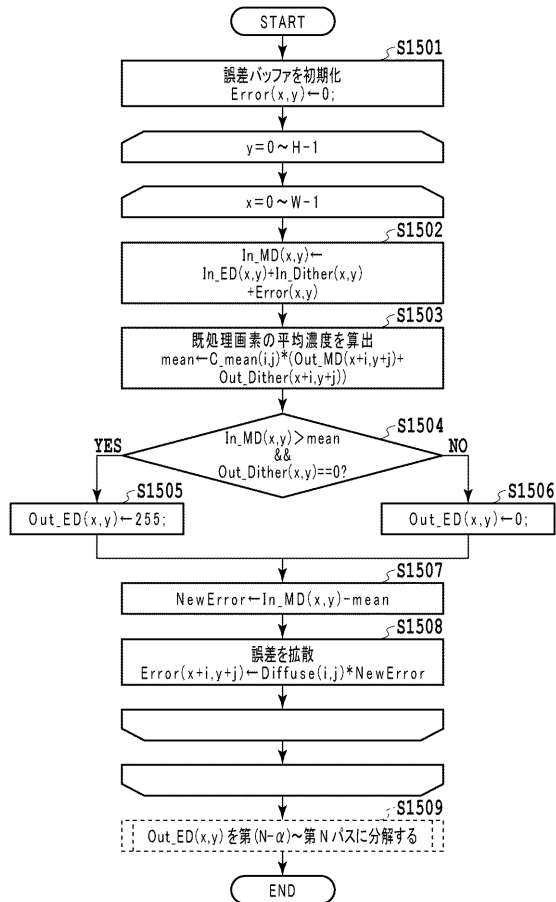 START
S1501
誤差バッファを初期化
Error(x,y)←0;
y=0~H-1
x=0~W-1
S1502
In_MD(x,y)←
In_ED(x,y)+In_Dither(x,y)
+Error(x,y)
S1503
既処理画素の平均濃度を算出
mean←C_mean(i,j)*(Out_MD(x+i,y+j)+
Out_Dither(x+i,y+j))
S1504
In_MD(x,y)>mean
&&
Out_Dither(x,y)==0?
YES
NO
S1505
Out_ED(x,y)←255;
S1506
Out_ED(x,y)←0;
S1507
NewError←In_MD(x,y)-mean
S1508
誤差を拡散
Error(x+i,y+j)←Diffuse(i,j)*NewError
S1509
Out_ED(x,y)を第(N-α)~第Nパスに分解する
END